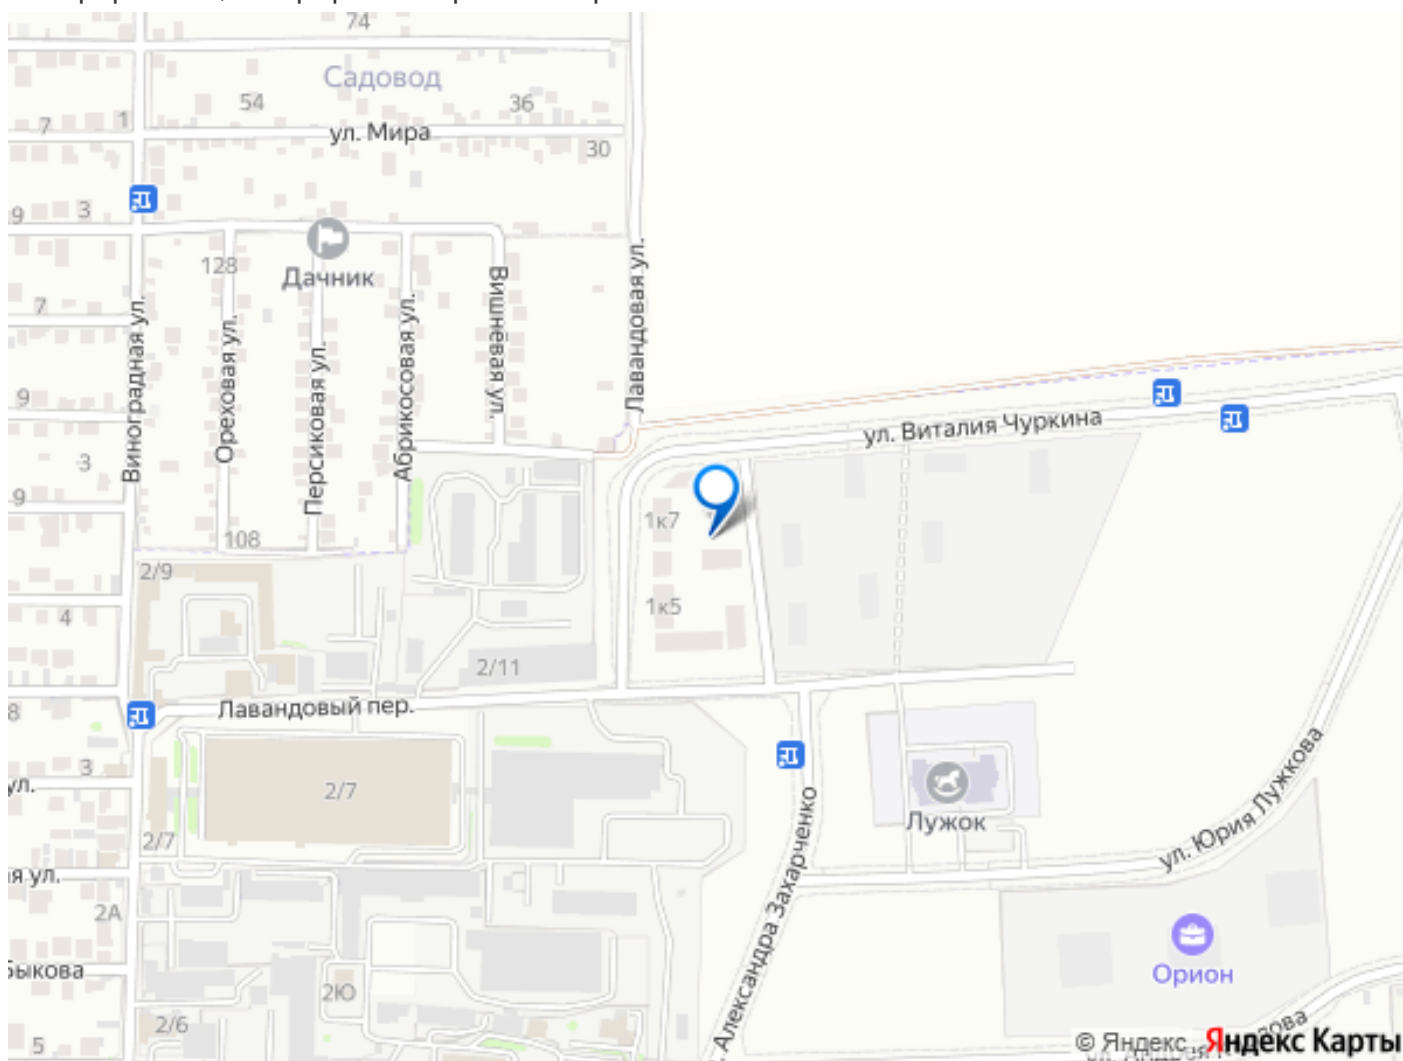 74
Садовод
54
36
7
1
ул. Мира
30
9
3
128
Дачник
7
Виноградная ул.
Ореховая ул.
Персиковая ул.
Абрикосовая ул.
Вишнёвая ул.
Лавандовая ул.
ул. Виталия Чуркина
9
3
9
1к7
108
2/9
4
1к5
2/11
8
Лавандовый пер.
3
ул.
2/7
Лужок
2/7
ул. Юрия Лужкова
ая ул.
2А
Александра Захарченко
быкова
2Ю
Орион
2/6
5
© Яндекс Яндекс Карты